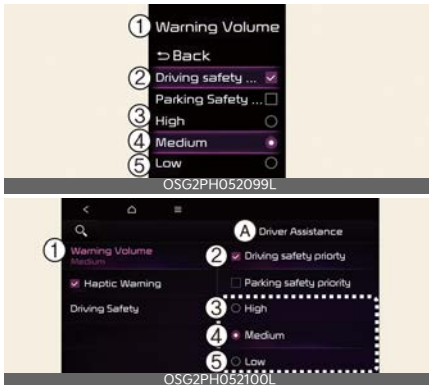 ① Warning Volume
⮌ Back
② Driving safety ...
Parking Safety ...
③ High
④ Medium
⑤ Low
OSG2PH052099L
Ⓐ Driver Assistance
① Warning Volume
Medium
② Driving safety priorty
Haptic Warning
Parking safety priority
Driving Safety
③ High
④ Medium
⑤ Low
OSG2PH052100L